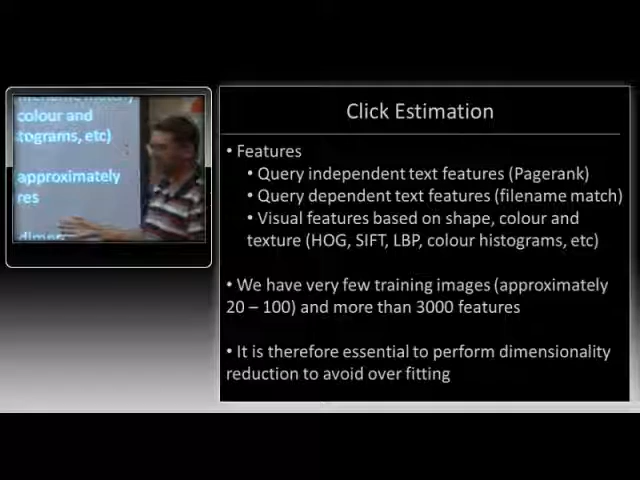 colour and
tograms, etc)
approximately
res
Click Estimation
• Features
• Query independent text features (Pagerank)
• Query dependent text features (filename match)
• Visual features based on shape, colour and
texture (HOG, SIFT, LBP, colour histograms, etc)
• We have very few training images (approximately
20 – 100) and more than 3000 features
• It is therefore essential to perform dimensionality
reduction to avoid over fitting